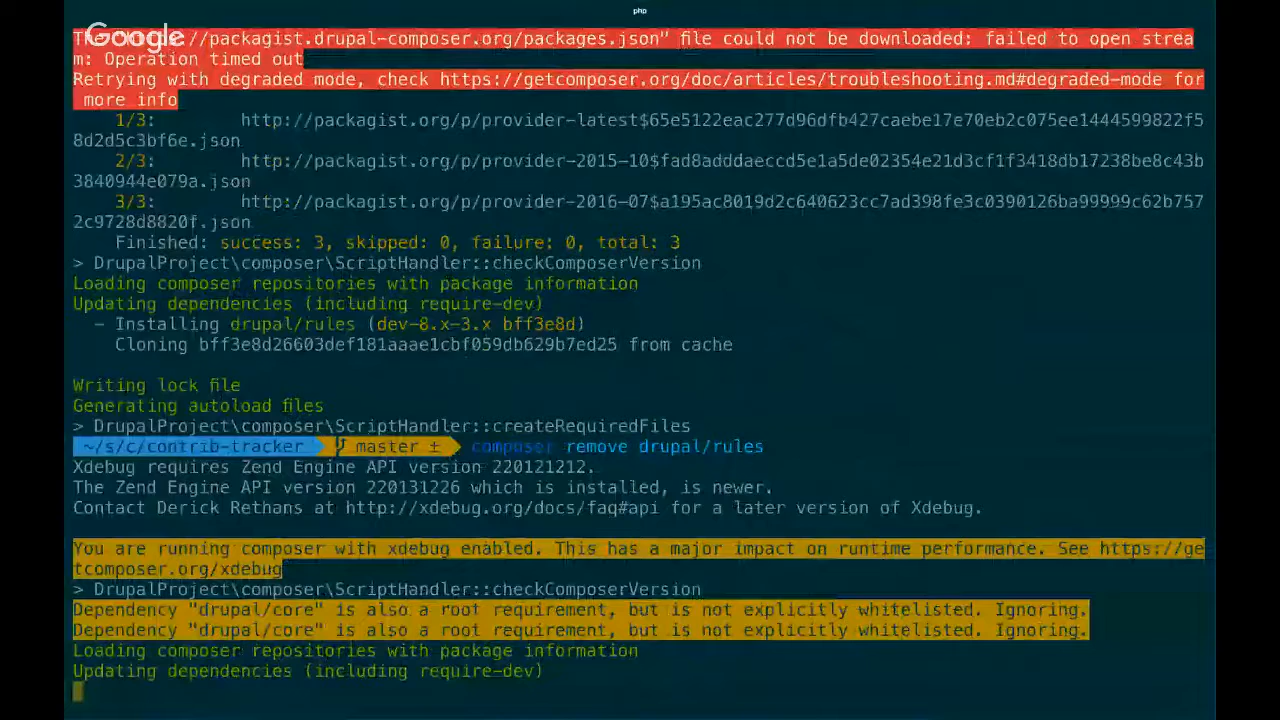 php
Google
The "https://packagist.drupal-composer.org/packages.json" file could not be downloaded: failed to open strea
m: Operation timed out
Retrying with degraded mode, check https://getcomposer.org/doc/articles/troubleshooting.md#degraded-mode for
more info
1/3: http://packagist.org/p/provider-latest$65e5122eac277d96dfb427caebe17e70eb2c075ee1444599822f5
8d2d5c3bf6e.json
2/3: http://packagist.org/p/provider-2015-10$fad8adddaeccd5e1a5de02354e21d3cf1f3418db17238be8c43b
3840944e079a.json
3/3: http://packagist.org/p/provider-2016-07$a195ac8019d2c640623cc7ad398fe3c0390126ba99999c62b757
2c9728d8820f.json
Finished: success: 3, skipped: 0, failure: 0, total: 3
> DrupalProject\composer\ScriptHandler::checkComposerVersion
Loading composer repositories with package information
Updating dependencies (including require-dev)
- Installing drupal/rules (dev-8.x-3.x bff3e8d)
Cloning bff3e8d26603def181aaae1cbf059db629b7ed25 from cache
Writing lock file
Generating autoload files
> DrupalProject\composer\ScriptHandler::createRequiredFiles
~/s/c/contrib-tracker master ± composer remove drupal/rules
Xdebug requires Zend Engine API version 220121212.
The Zend Engine API version 220131226 which is installed, is newer.
Contact Derick Rethans at http://xdebug.org/docs/faq#api for a later version of Xdebug.
You are running composer with xdebug enabled. This has a major impact on runtime performance. See https://ge
tcomposer.org/xdebug
> DrupalProject\composer\ScriptHandler::checkComposerVersion
Dependency "drupal/core" is also a root requirement, but is not explicitly whitelisted. Ignoring.
Dependency "drupal/core" is also a root requirement, but is not explicitly whitelisted. Ignoring.
Loading composer repositories with package information
Updating dependencies (including require-dev)